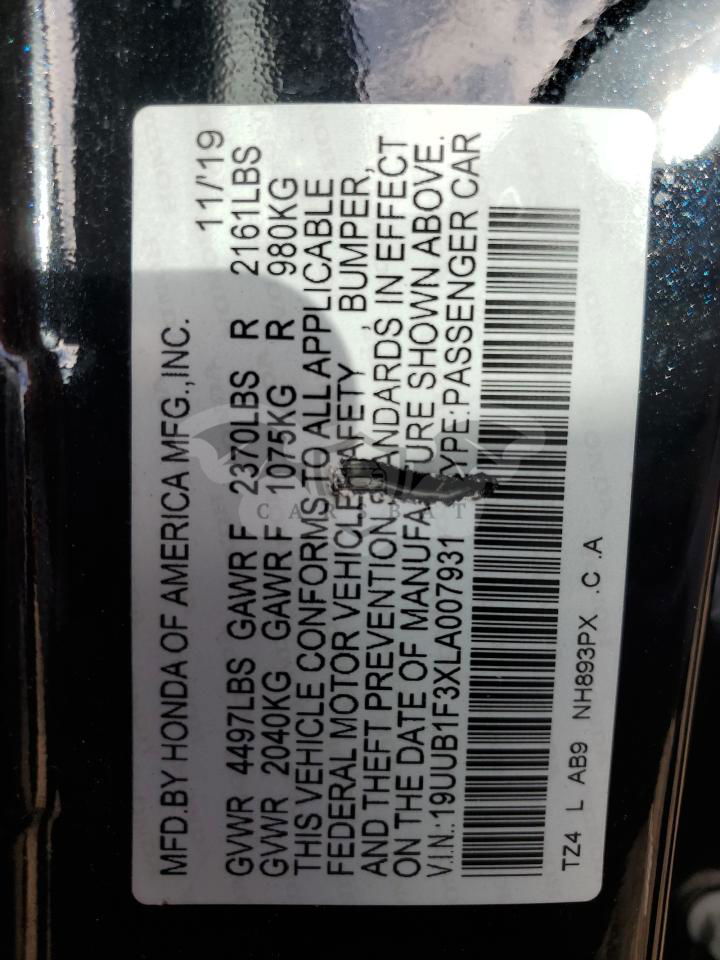 MFD.BY HONDA OF AMERICA MFG.,INC. 11/'19
GVWR 4497LBS GAWR F 2370LBS R 2161LBS
GVWR 2040KG GAWR F 1075KG R 980KG
THIS VEHICLE CONFORMS TO ALL APPLICABLE
FEDERAL MOTOR VEHICLE SAFETY BUMPER,
AND THEFT PREVENTION STANDARDS IN EFFECT
ON THE DATE OF SHOWN ABOVE.
V.I.N.:19UUB1F3XLA007931 PASSENGER CAR
TZ4 L AB9 NH893PX .C .A
CARSBAT